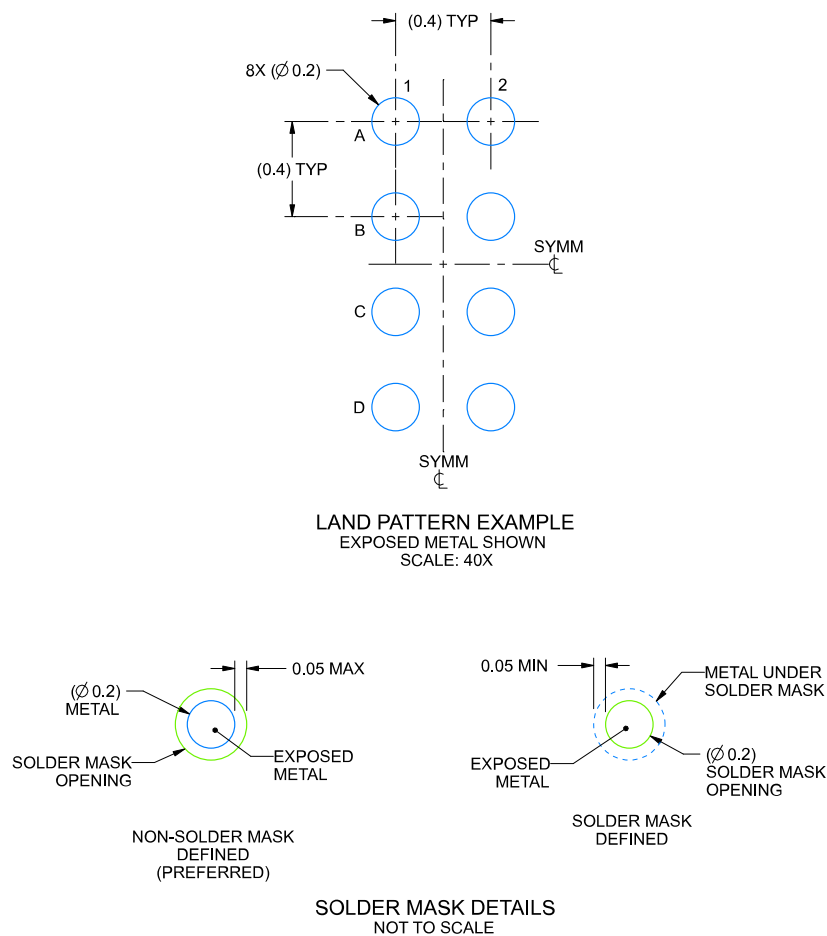 (0.4) TYP
8X (Ø 0.2)
1
2
A
(0.4) TYP
B
SYMM
℄
C
D
SYMM
℄
LAND PATTERN EXAMPLE
EXPOSED METAL SHOWN
SCALE: 40X
0.05 MAX
(Ø 0.2)
METAL
SOLDER MASK
OPENING
EXPOSED
METAL
NON-SOLDER MASK
DEFINED
(PREFERRED)
0.05 MIN
METAL UNDER
SOLDER MASK
EXPOSED
METAL
(Ø 0.2)
SOLDER MASK
OPENING
SOLDER MASK
DEFINED
SOLDER MASK DETAILS
NOT TO SCALE